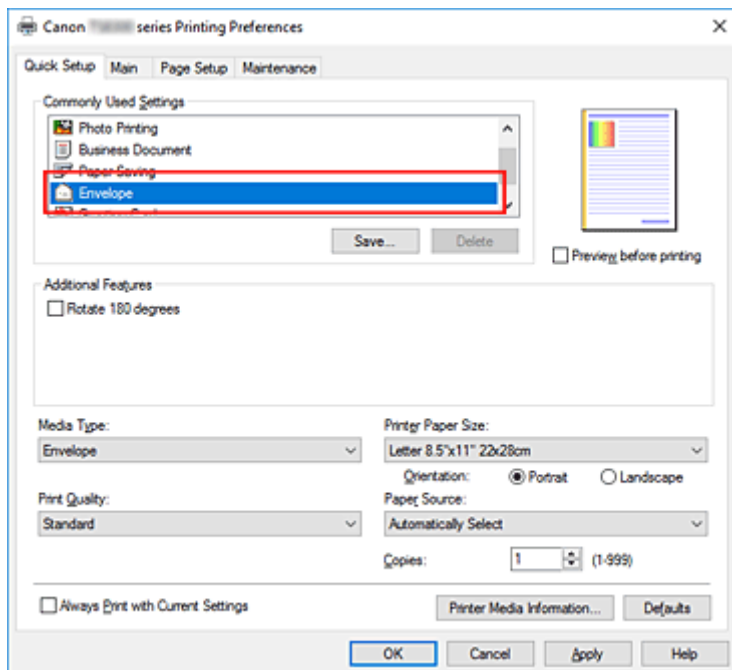 Canon series Printing Preferences
Quick Setup Main Page Setup Maintenance
Commonly Used Settings
Photo Printing
Business Document
Paper Saving
Envelope
Save... Delete
Preview before printing
Additional Features
Rotate 180 degrees
Media Type:
Envelope
Printer Paper Size:
Letter 8.5"x11" 22x28cm
Orientation: Portrait Landscape
Print Quality:
Standard
Paper Source:
Automatically Select
Copies: 1 (1-999)
Always Print with Current Settings
Printer Media Information... Defaults
OK Cancel Apply Help